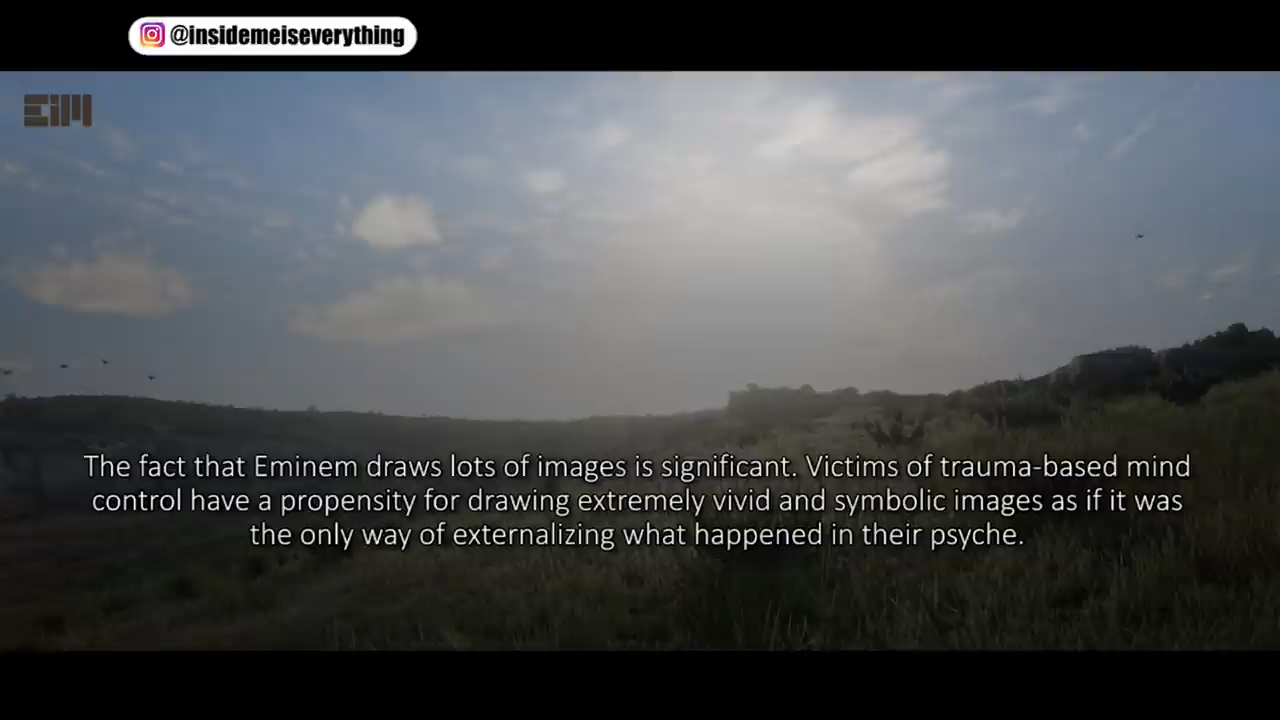 @insidemeiseverything
EiM
The fact that Eminem draws lots of images is significant. Victims of trauma-based mind
control have a propensity for drawing extremely vivid and symbolic images as if it was
the only way of externalizing what happened in their psyche.